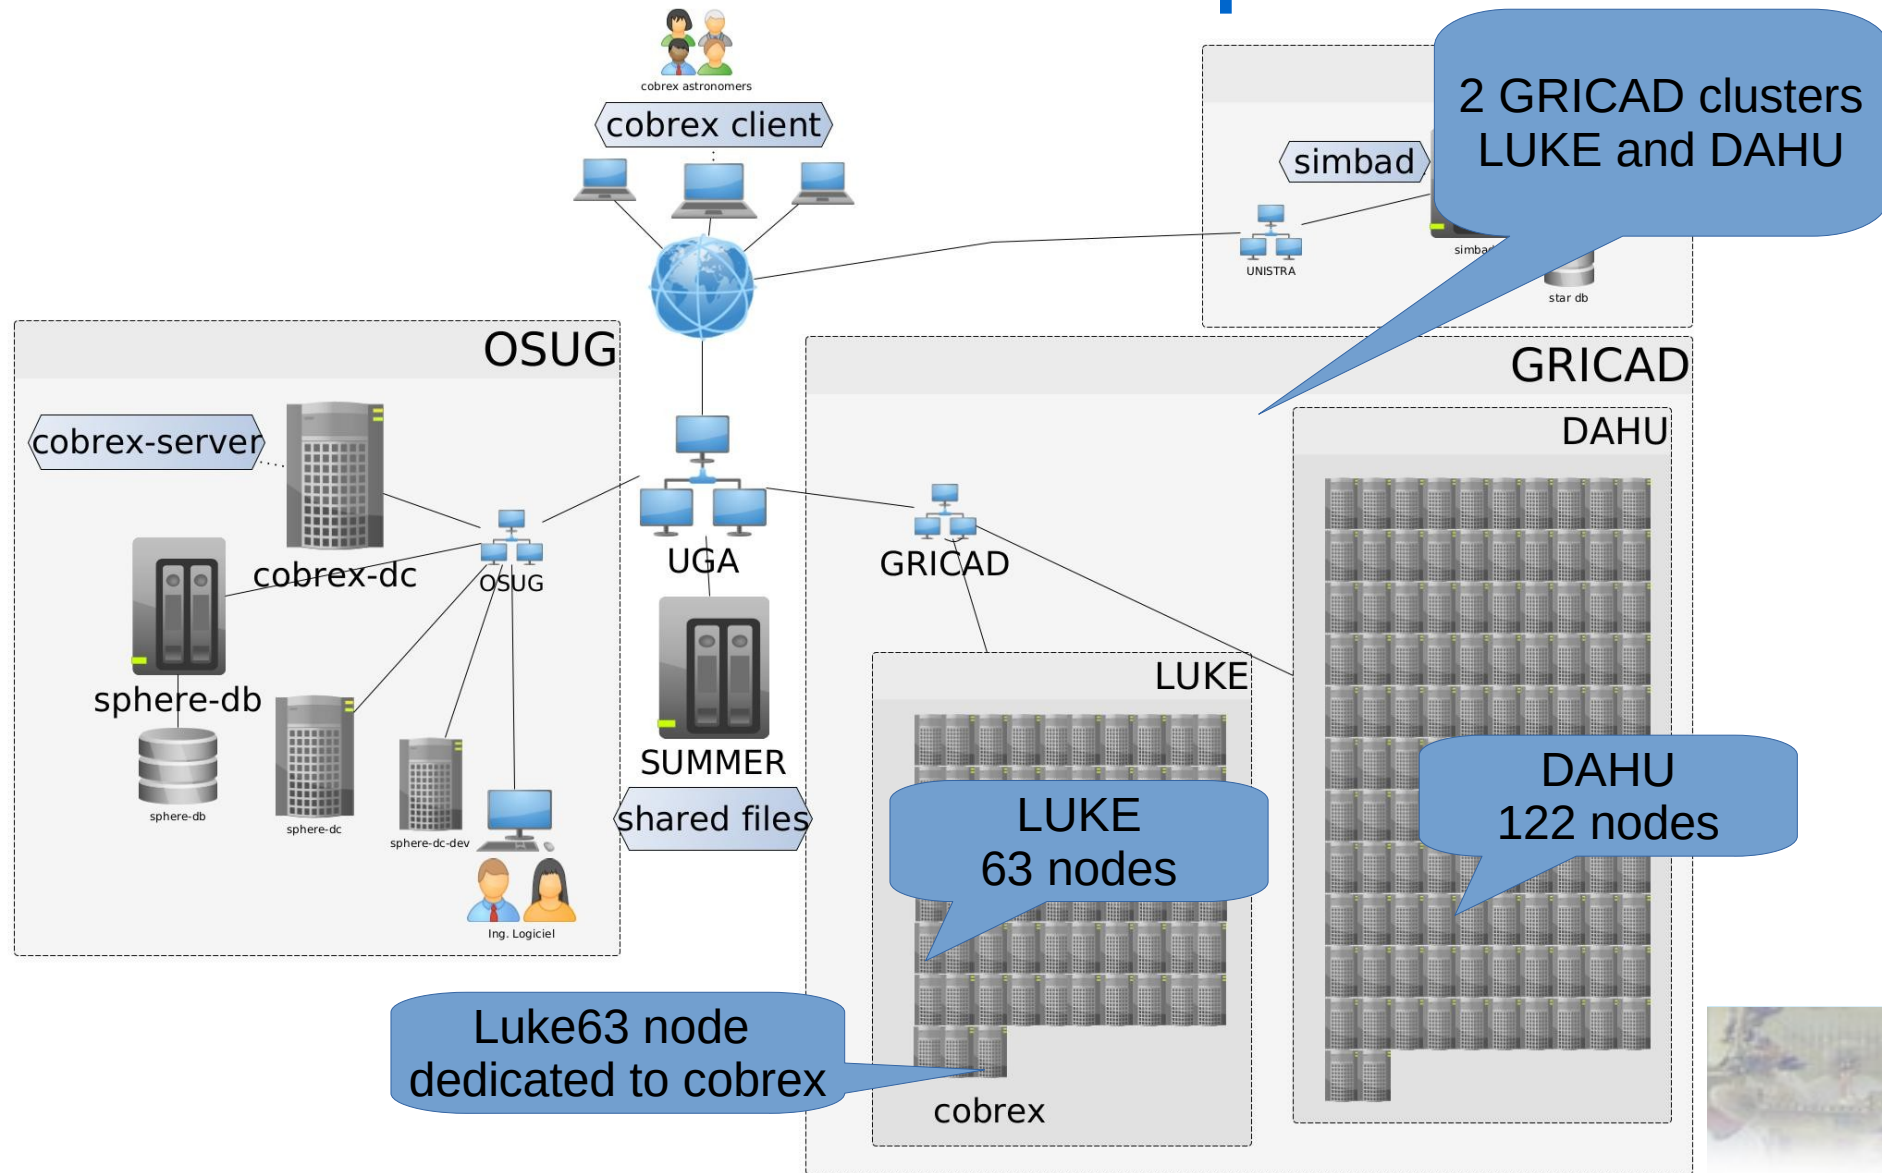 cobrex astronomers
cobrex client
2 GRICAD clusters
LUKE and DAHU
simbad
UNISTRA
star db
OSUG
GRICAD
DAHU
cobrex-server
cobrex-dc
OSUG
UGA
GRICAD
sphere-db
LUKE
SUMMER
shared files
sphere-db
sphere-dc
sphere-dc-dev
Ing. Logiciel
LUKE
63 nodes
DAHU
122 nodes
Luke63 node
dedicated to cobrex
cobrex